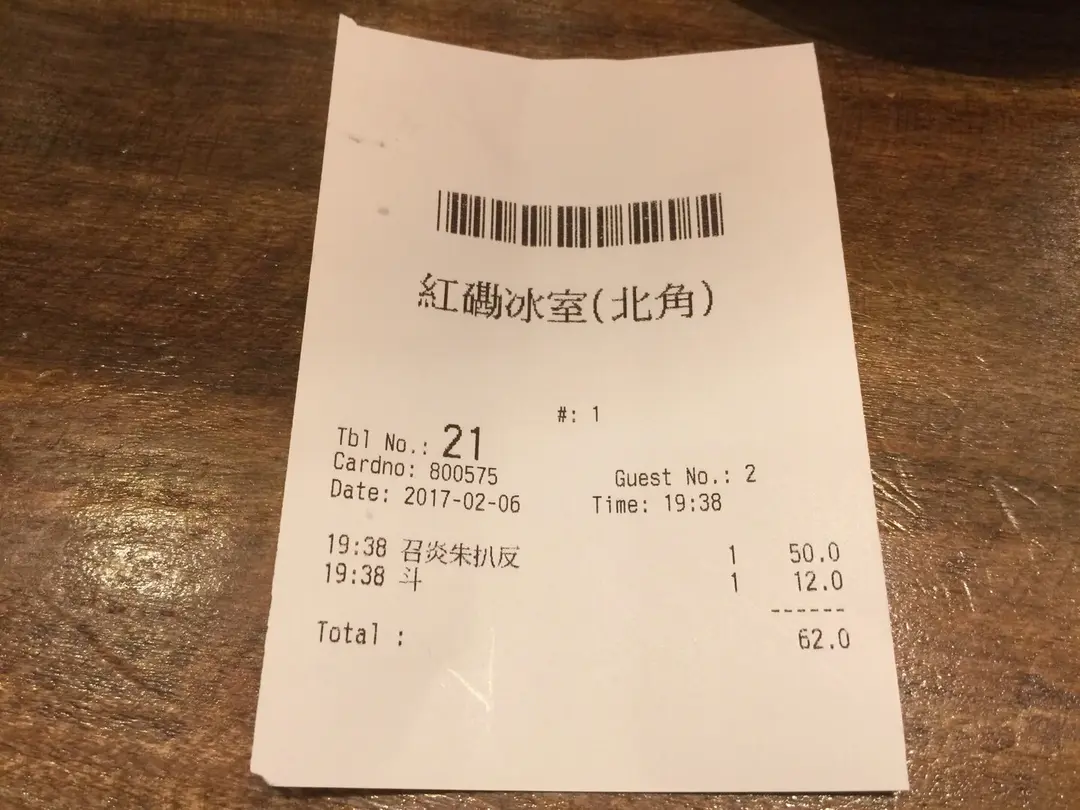 紅磡冰室(北角)
#: 1
Tbl No.: 21
Cardno: 800575 Guest No.: 2
Date: 2017-02-06 Time: 19:38
19:38 召炎朱扒反 1 50.0
19:38 斗 1 12.0
------
Total : 62.0